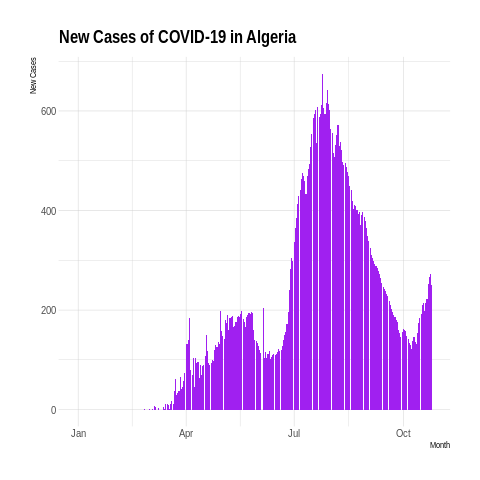 New Cases of COVID-19 in Algeria
New Cases
600
400
200
0
Jan Apr Jul Oct
Month